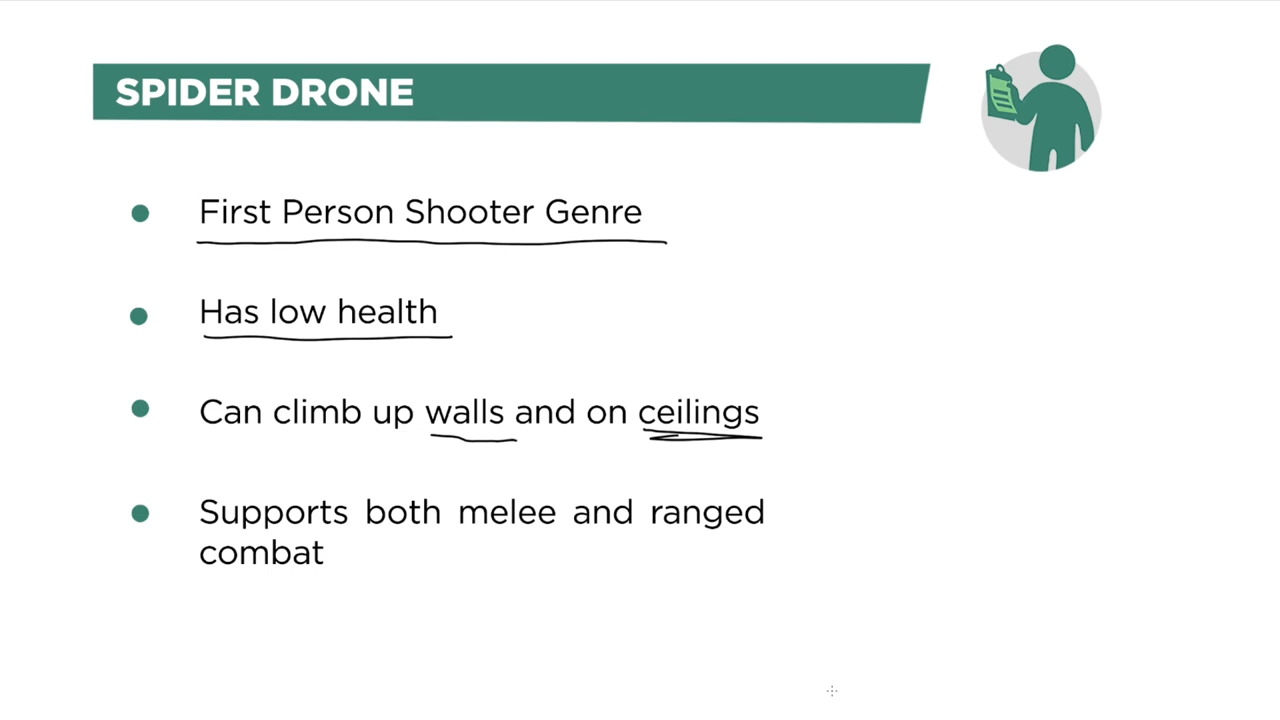 SPIDER DRONE
First Person Shooter Genre
Has low health
Can climb up walls and on ceilings
Supports both melee and ranged
combat